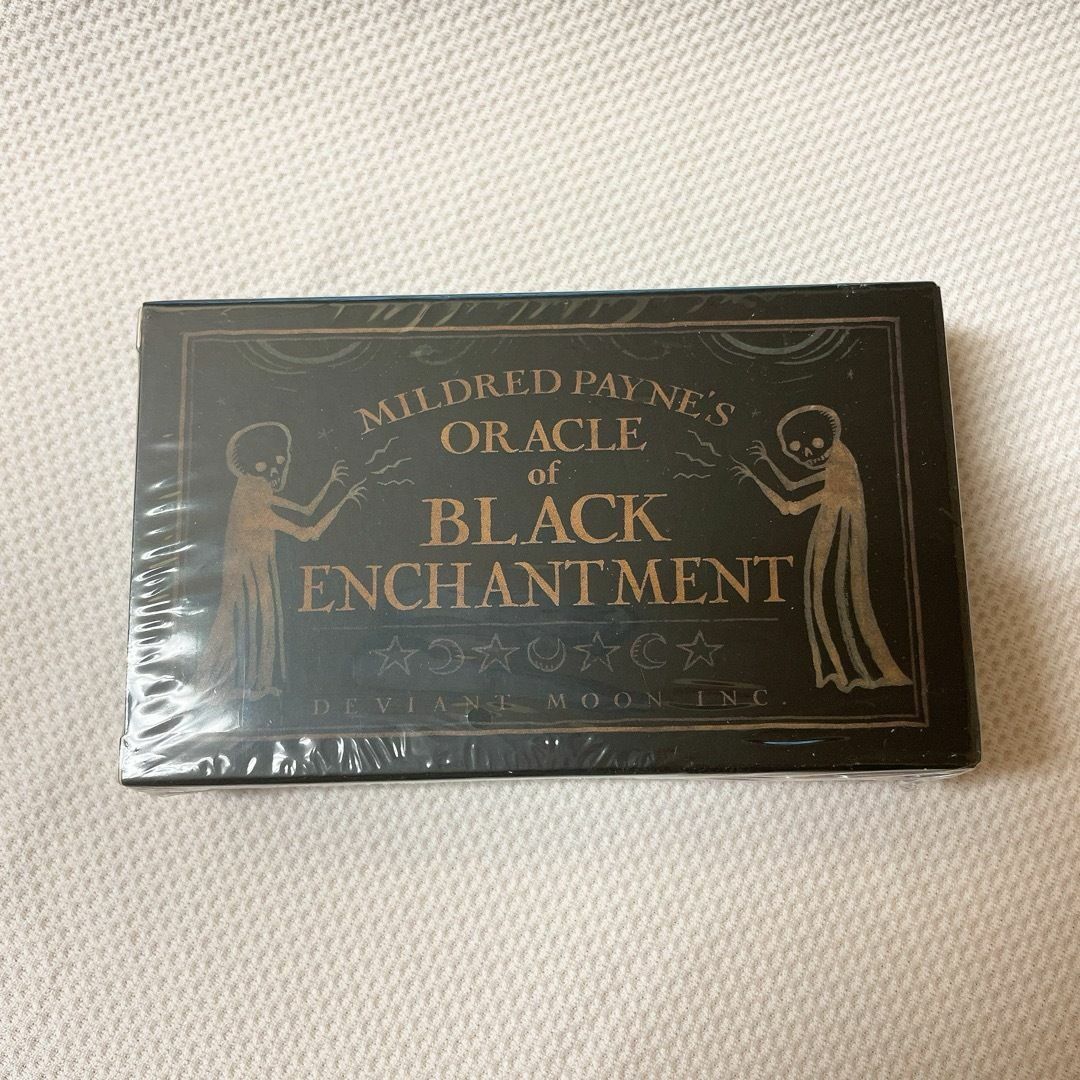 MILDRED PAYNE'S
ORACLE
of
BLACK
ENCHANTMENT
DEVIANT MOON INC.